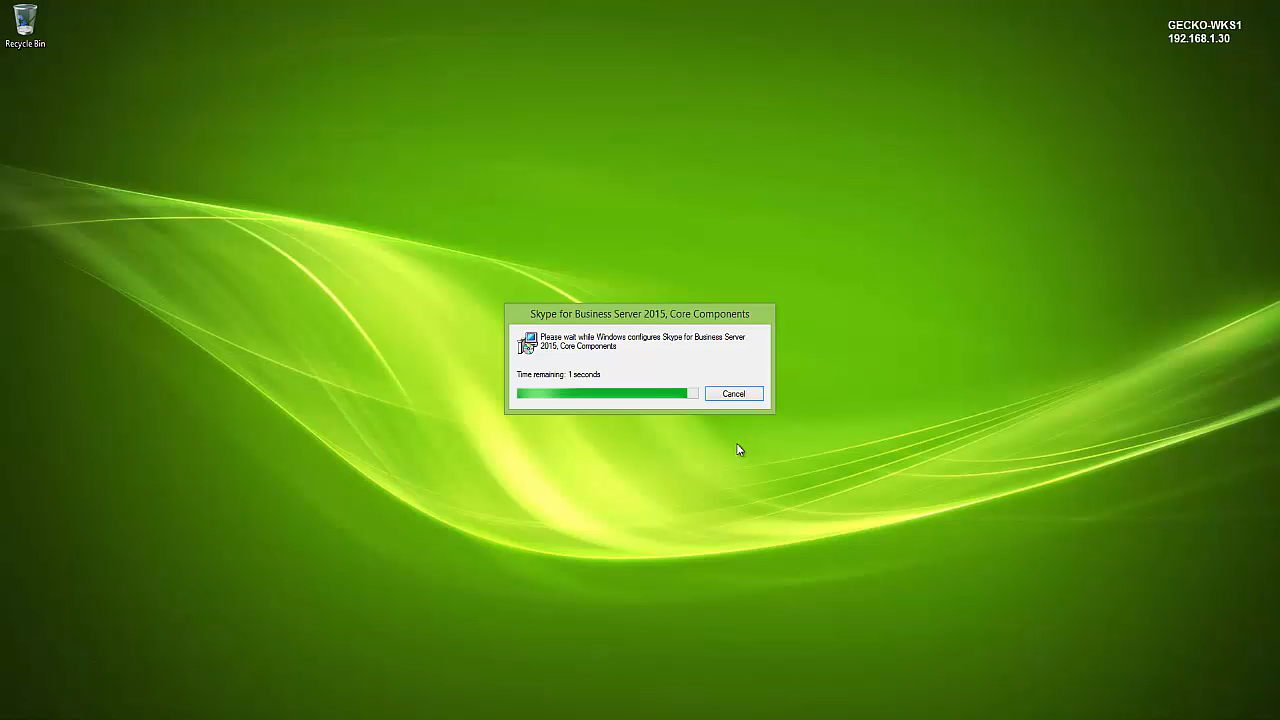 Recycle Bin
GECKO-WKS1
192.168.1.30
Skype for Business Server 2015, Core Components
Please wait while Windows configures Skype for Business Server
2015, Core Components
Time remaining: 1 seconds
Cancel